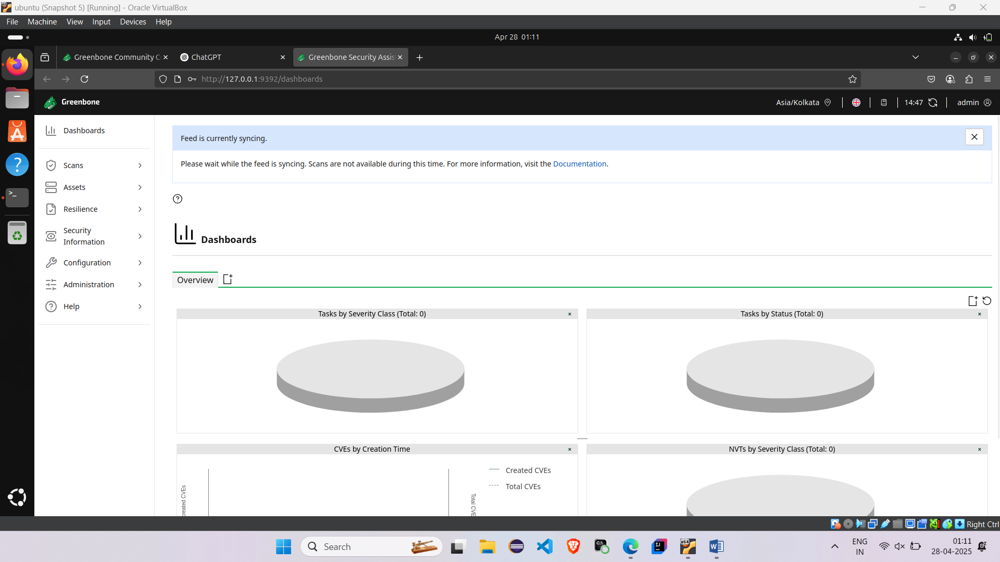 ubuntu (Snapshot 5) [Running] - Oracle VirtualBox
File Machine View Input Devices Help
Apr 28 01:11
Greenbone Community C
ChatGPT
Greenbone Security Assis
http://127.0.0.1:9392/dashboards
Greenbone
Asia/Kolkata
14:47
admin
Dashboards
Scans
Assets
Resilience
Security
Information
Configuration
Administration
Help
Feed is currently syncing.
Please wait while the feed is syncing. Scans are not available during this time. For more information, visit the Documentation.
Dashboards
Overview
Tasks by Severity Class (Total: 0)
Tasks by Status (Total: 0)
CVEs by Creation Time
created CVEs
Total CVE
Created CVEs
Total CVEs
NVTs by Severity Class (Total: 0)
Right Ctrl
Search
ENG
IN
01:11
28-04-2025